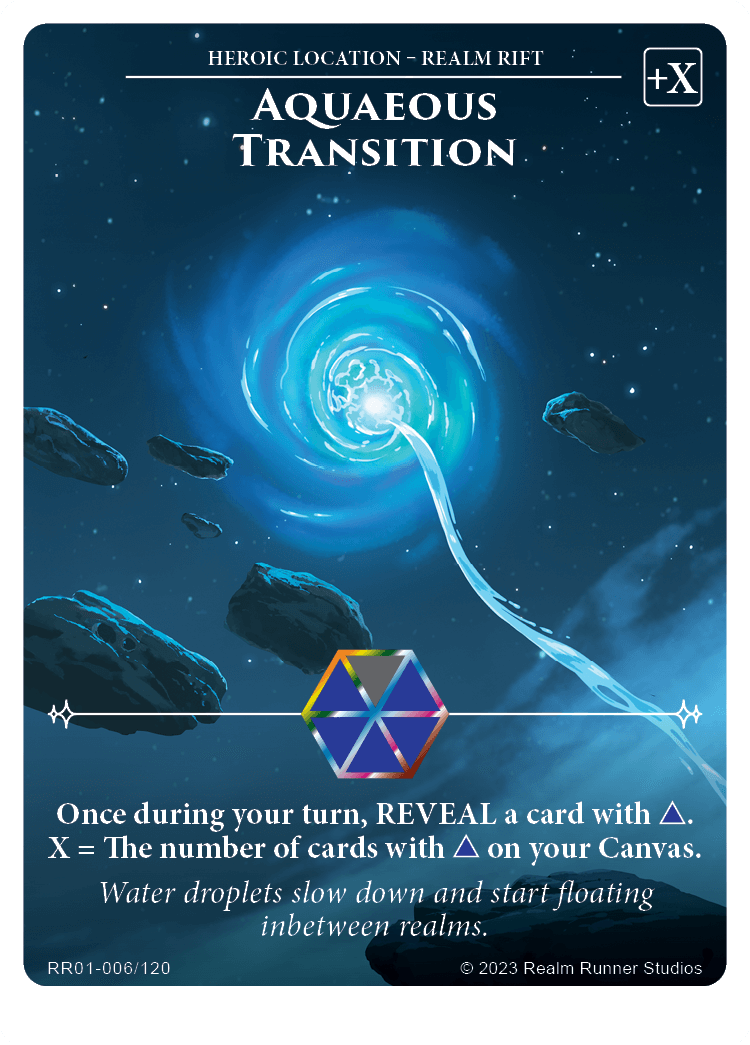 HEROIC LOCATION – REALM RIFT
+X
AQUAEOUS
TRANSITION
Once during your turn, REVEAL a card with △.
X = The number of cards with △ on your Canvas.
Water droplets slow down and start floating
inbetween realms.
RR01-006/120
© 2023 Realm Runner Studios